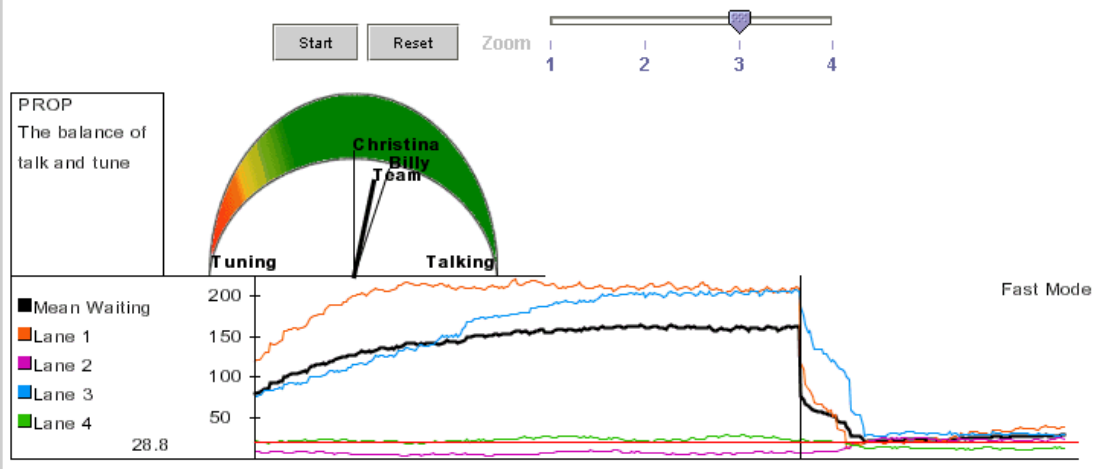 Start
Reset
Zoom
1
2
3
4
PROP
The balance of
talk and tune
Christina
Billy
Team
Tuning
Talking
Mean Waiting
Lane 1
Lane 2
Lane 3
Lane 4
28.8
200
150
100
50
Fast Mode